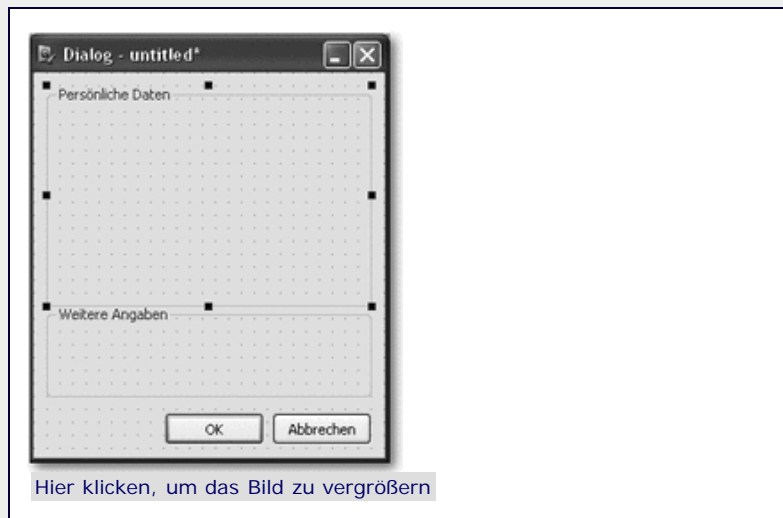 Dialog - untitled*
Persönliche Daten
Weitere Angaben
OK Abbrechen
Hier klicken, um das Bild zu vergrößern